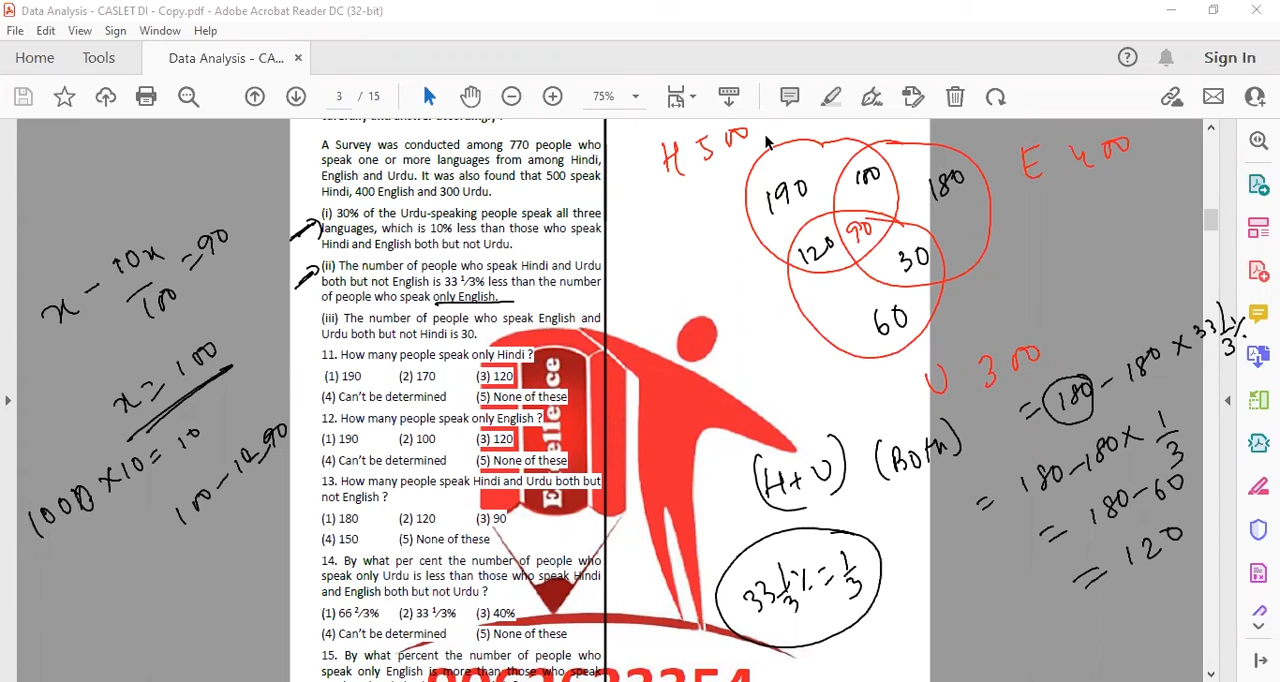 Data Analysis - CASLET DI - Copy.pdf - Adobe Acrobat Reader DC (32-bit)
File Edit View Sign Window Help
Home Tools Data Analysis - CA... × Sign In
3 / 15 75%
A Survey was conducted among 770 people who
speak one or more languages from among Hindi,
English and Urdu. It was also found that 500 speak
Hindi, 400 English and 300 Urdu.
(i) 30% of the Urdu-speaking people speak all three
languages, which is 10% less than those who speak
Hindi and English both but not Urdu.
(ii) The number of people who speak Hindi and Urdu
both but not English is 33 1/3% less than the number
of people who speak only English.
(iii) The number of people who speak English and
Urdu both but not Hindi is 30.
11. How many people speak only Hindi ?
(1) 190 (2) 170 (3) 120
(4) Can't be determined (5) None of these
12. How many people speak only English ?
(1) 190 (2) 100 (3) 120
(4) Can't be determined (5) None of these
13. How many people speak Hindi and Urdu both but
not English ?
(1) 180 (2) 120 (3) 90
(4) 150 (5) None of these
14. By what per cent the number of people who
speak only Urdu is less than those who speak Hindi
and English both but not Urdu ?
(1) 66 2/3% (2) 33 1/3% (3) 40%
(4) Can't be determined (5) None of these
15. By what percent the number of people who
speak only English is more than those who speak
Excellence
x - 10x/100 = 90
x = 100
100 - 10 = 90
H 500
E 400
U 300
190 100 180
120 90 30
60
(H+U) (Both)
33 1/3 % = 1/3
= 180 - 180 × 33 1/3 %
= 180 - 180 × 1/3
= 180 - 60
= 120